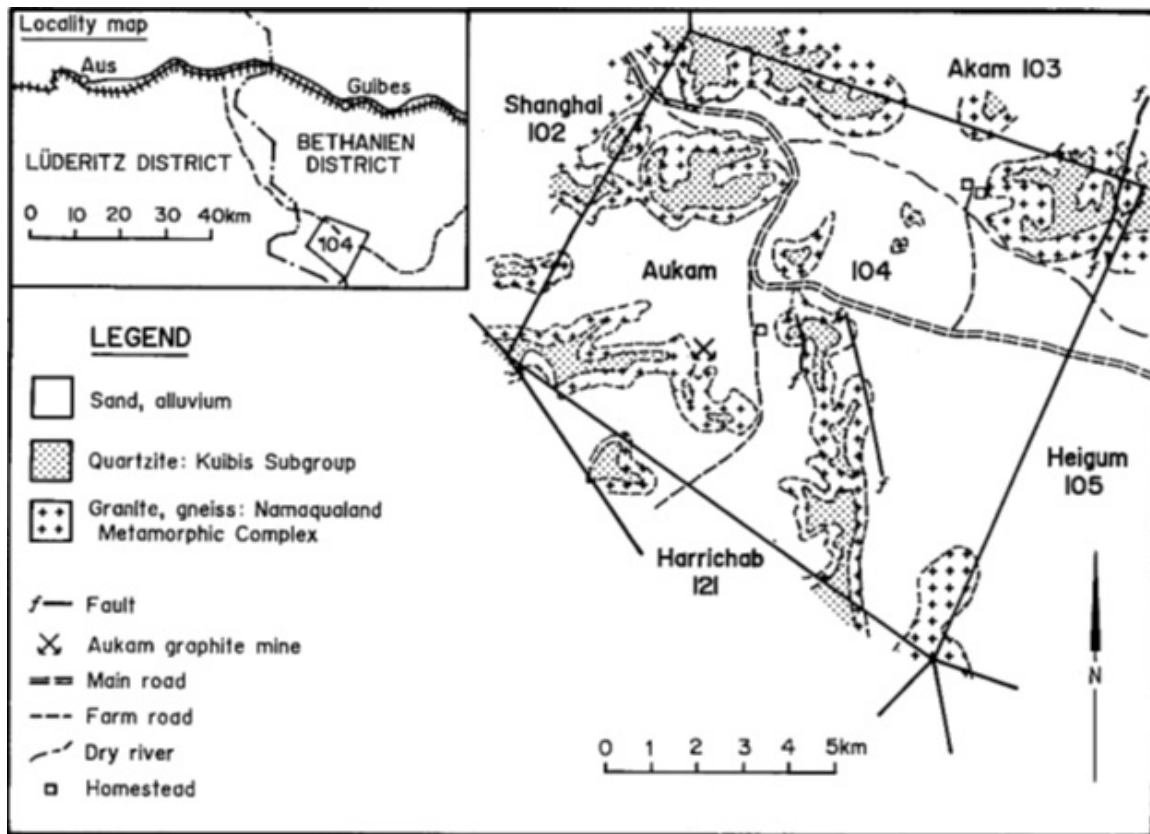 Locality map
Aus
Guibes
LÜDERITZ DISTRICT
BETHANIEN
DISTRICT
0 10 20 30 40km
104
LEGEND
Sand, alluvium
Quartzite: Kuibis Subgroup
Granite, gneiss: Namaqualand
Metamorphic Complex
f Fault
Aukam graphite mine
Main road
Farm road
Dry river
Homestead
Akam 103
Shanghai
102
f
Aukam
104
f
f
Heigum
105
Harrichab
121
N
0 1 2 3 4 5km